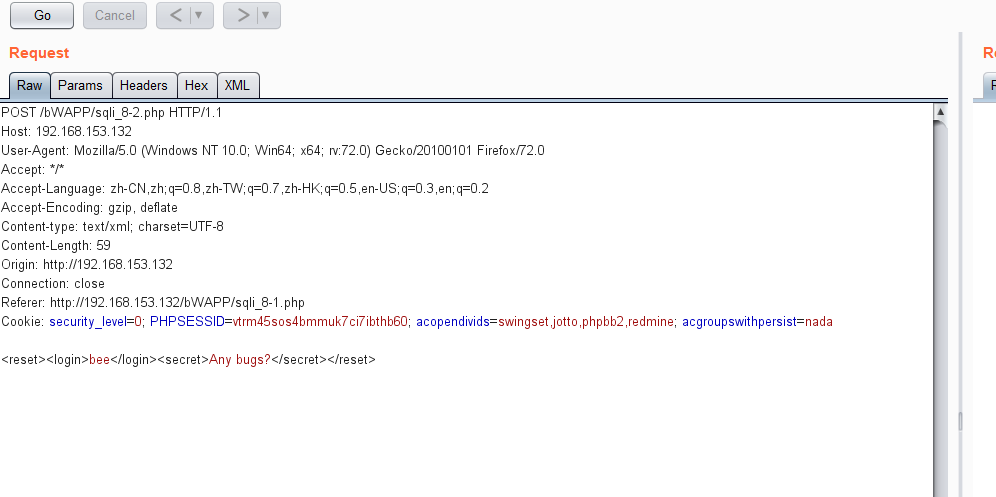 Go Cancel < ▼ > ▼
Request
Raw Params Headers Hex XML
POST /bWAPP/sqli_8-2.php HTTP/1.1
Host: 192.168.153.132
User-Agent: Mozilla/5.0 (Windows NT 10.0; Win64; x64; rv:72.0) Gecko/20100101 Firefox/72.0
Accept: */*
Accept-Language: zh-CN,zh;q=0.8,zh-TW;q=0.7,zh-HK;q=0.5,en-US;q=0.3,en;q=0.2
Accept-Encoding: gzip, deflate
Content-type: text/xml; charset=UTF-8
Content-Length: 59
Origin: http://192.168.153.132
Connection: close
Referer: http://192.168.153.132/bWAPP/sqli_8-1.php
Cookie: security_level=0; PHPSESSID=vtrm45sos4bmmuk7ci7ibthb60; acopendivids=swingset,jotto,phpbb2,redmine; acgroupswithpersist=nada
<reset><login>bee</login><secret>Any bugs?</secret></reset>